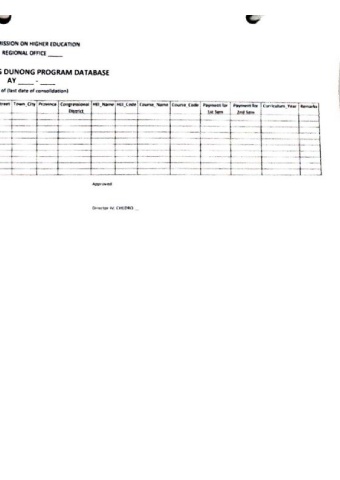 MISSION ON HIGHER EDUCATION
REGIONAL OFFICE ____
G DUNONG PROGRAM DATABASE
AY ____ - ____
of (last date of consolidation)
Street Town_City Province Congressional District HEI_Name HEI_Code Course_Name Course_Code Payment for 1st Sem Payment for 2nd Sem Curriculum_Year Remarks
Approved
Director IV, CHEDRO __